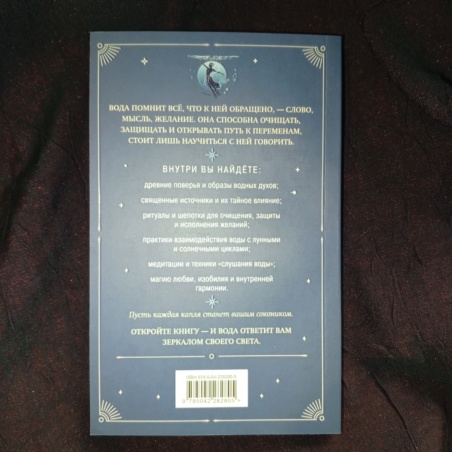 ВОДА ПОМНИТ ВСЁ, ЧТО К НЕЙ ОБРАЩЕНО, — СЛОВО,
МЫСЛЬ, ЖЕЛАНИЕ. ОНА СПОСОБНА ОЧИЩАТЬ,
ЗАЩИЩАТЬ И ОТКРЫВАТЬ ПУТЬ К ПЕРЕМЕНАМ,
СТОИТ ЛИШЬ НАУЧИТЬСЯ С НЕЙ ГОВОРИТЬ.
ВНУТРИ ВЫ НАЙДЁТЕ:
древние поверья и образы водных духов;
священные источники и их тайное влияние;
ритуалы и шепотки для очищения, защиты
и исполнения желаний;
практики взаимодействия воды с лунными
и солнечными циклами;
медитации и техники «слушания воды»;
магию любви, изобилия и внутренней
гармонии.
Пусть каждая капля станет вашим союзником.
ОТКРОЙТЕ КНИГУ — И ВОДА ОТВЕТИТ ВАМ
ЗЕРКАЛОМ СВОЕГО СВЕТА.
ISBN